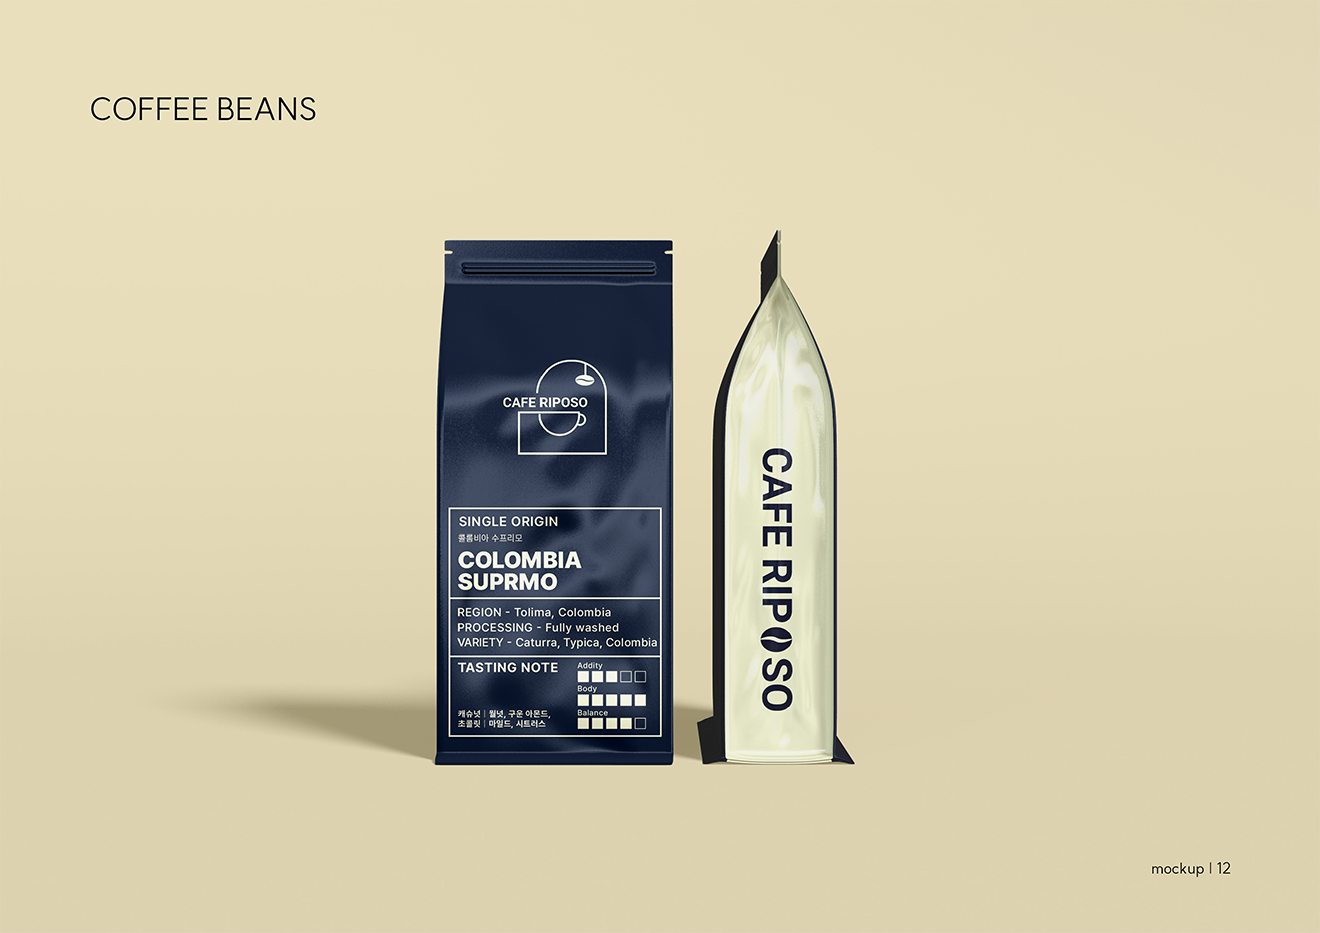 COFFEE BEANS
CAFE RIPOSO
SINGLE ORIGIN
콜롬비아 수프리모
COLOMBIA
SUPRMO
REGION - Tolima, Colombia
PROCESSING - Fully washed
VARIETY - Caturra, Typica, Colombia
TASTING NOTE
캐슈넛 | 월넛, 구운 아몬드,
초콜릿 | 마일드, 시트러스
Addity
Body
Balance
CAFE RIPOSO
mockup | 12